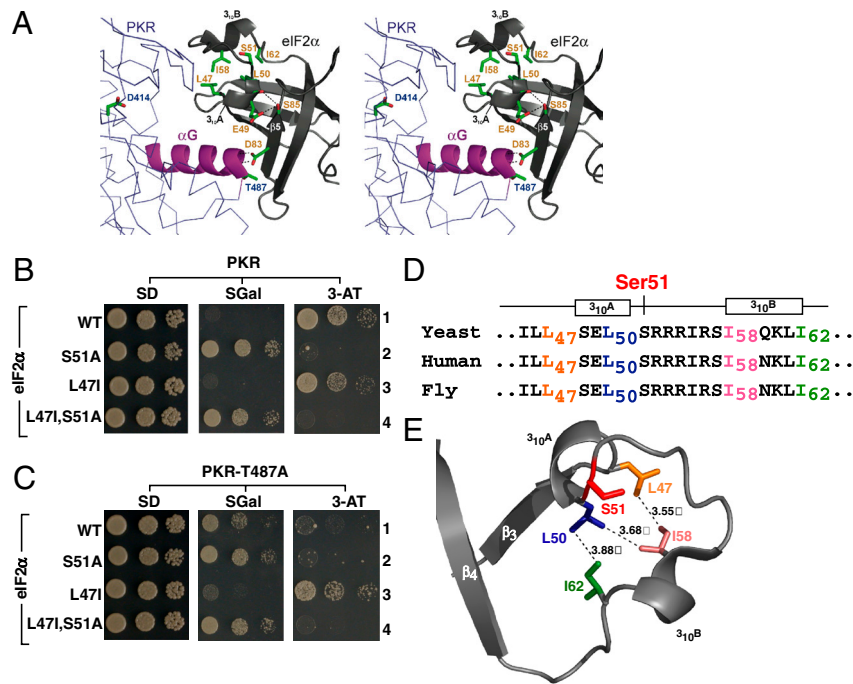 A
PKR
3₁₀B
eIF2α
S51
I62
I58
L50
L47
D414
S85
3₁₀A
E49
β5
αG
D83
T487
PKR
3₁₀B
eIF2α
S51
I62
I58
L50
L47
D414
S85
3₁₀A
E49
β5
αG
D83
T487
B
PKR
SD SGal 3-AT
eIF2α
WT 1
S51A 2
L47I 3
L47I,S51A 4
C
PKR-T487A
SD SGal 3-AT
eIF2α
WT 1
S51A 2
L47I 3
L47I,S51A 4
D
Ser51
3₁₀A 3₁₀B
Yeast ..ILL₄₇SEL₅₀SRRRIRSI₅₈QKLI₆₂..
Human ..ILL₄₇SEL₅₀SRRRIRSI₅₈NKLI₆₂..
Fly ..ILL₄₇SEL₅₀SRRRIRSI₅₈NKLI₆₂..
E
3₁₀A
L47
S51
3.55□
β3
L50
3.68□
I58
3.88□
β4
I62
3₁₀B